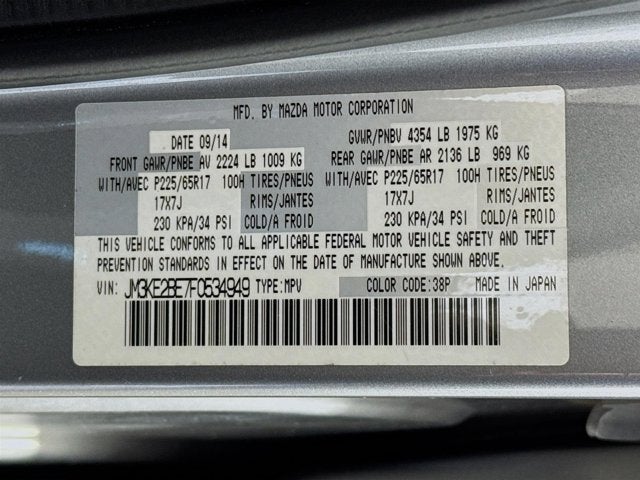 MFD. BY MAZDA MOTOR CORPORATION
DATE 09/14 GVWR/PNBV 4354 LB 1975 KG
FRONT GAWR/PNBE AV 2224 LB 1009 KG REAR GAWR/PNBE AR 2136 LB 969 KG
WITH/AVEC P225/65R17 100H TIRES/PNEUS WITH/AVEC P225/65R17 100H TIRES/PNEUS
17X7J RIMS/JANTES 17X7J RIMS/JANTES
230 KPA/34 PSI COLD/A FROID 230 KPA/34 PSI COLD/A FROID
THIS VEHICLE CONFORMS TO ALL APPLICABLE FEDERAL MOTOR VEHICLE SAFETY AND THEFT
PREVENTION STANDARDS IN EFFECT ON THE DATE OF MANUFACTURE SHOWN ABOVE.
VIN: JM3KE2BE7F0534949 TYPE:MPV COLOR CODE:38P MADE IN JAPAN